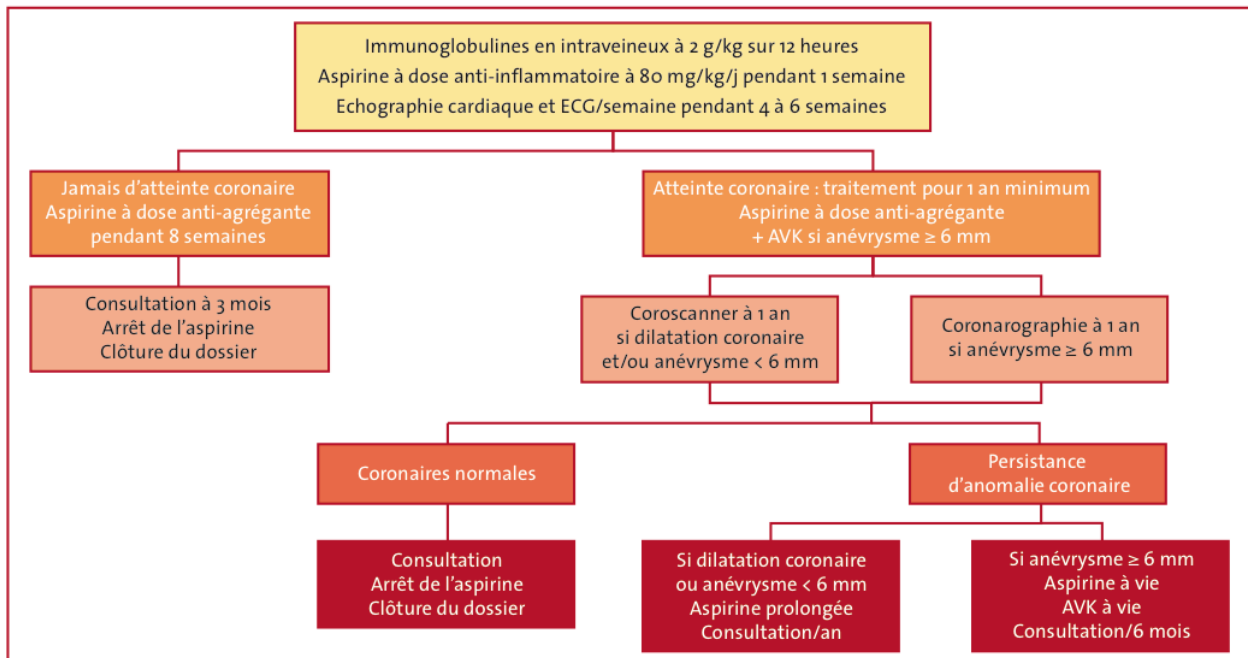 Immunoglobulines en intraveineux à 2 g/kg sur 12 heures
Aspirine à dose anti-inflammatoire à 80 mg/kg/j pendant 1 semaine
Echographie cardiaque et ECG/semaine pendant 4 à 6 semaines
Jamais d'atteinte coronaire
Aspirine à dose anti-agrégante
pendant 8 semaines
Atteinte coronaire : traitement pour 1 an minimum
Aspirine à dose anti-agrégante
+ AVK si anévrysme ≥ 6 mm
Consultation à 3 mois
Arrêt de l'aspirine
Clôture du dossier
Coroscanner à 1 an
si dilatation coronaire
et/ou anévrysme < 6 mm
Coronarographie à 1 an
si anévrysme ≥ 6 mm
Coronaires normales
Persistance
d'anomalie coronaire
Consultation
Arrêt de l'aspirine
Clôture du dossier
Si dilatation coronaire
ou anévrysme < 6 mm
Aspirine prolongée
Consultation/an
Si anévrysme ≥ 6 mm
Aspirine à vie
AVK à vie
Consultation/6 mois